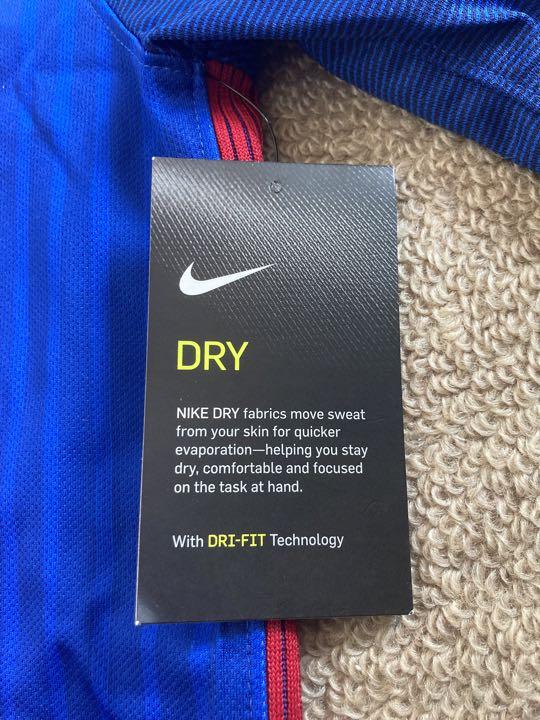 DRY
NIKE DRY fabrics move sweat
from your skin for quicker
evaporation—helping you stay
dry, comfortable and focused
on the task at hand.
With DRI-FIT Technology